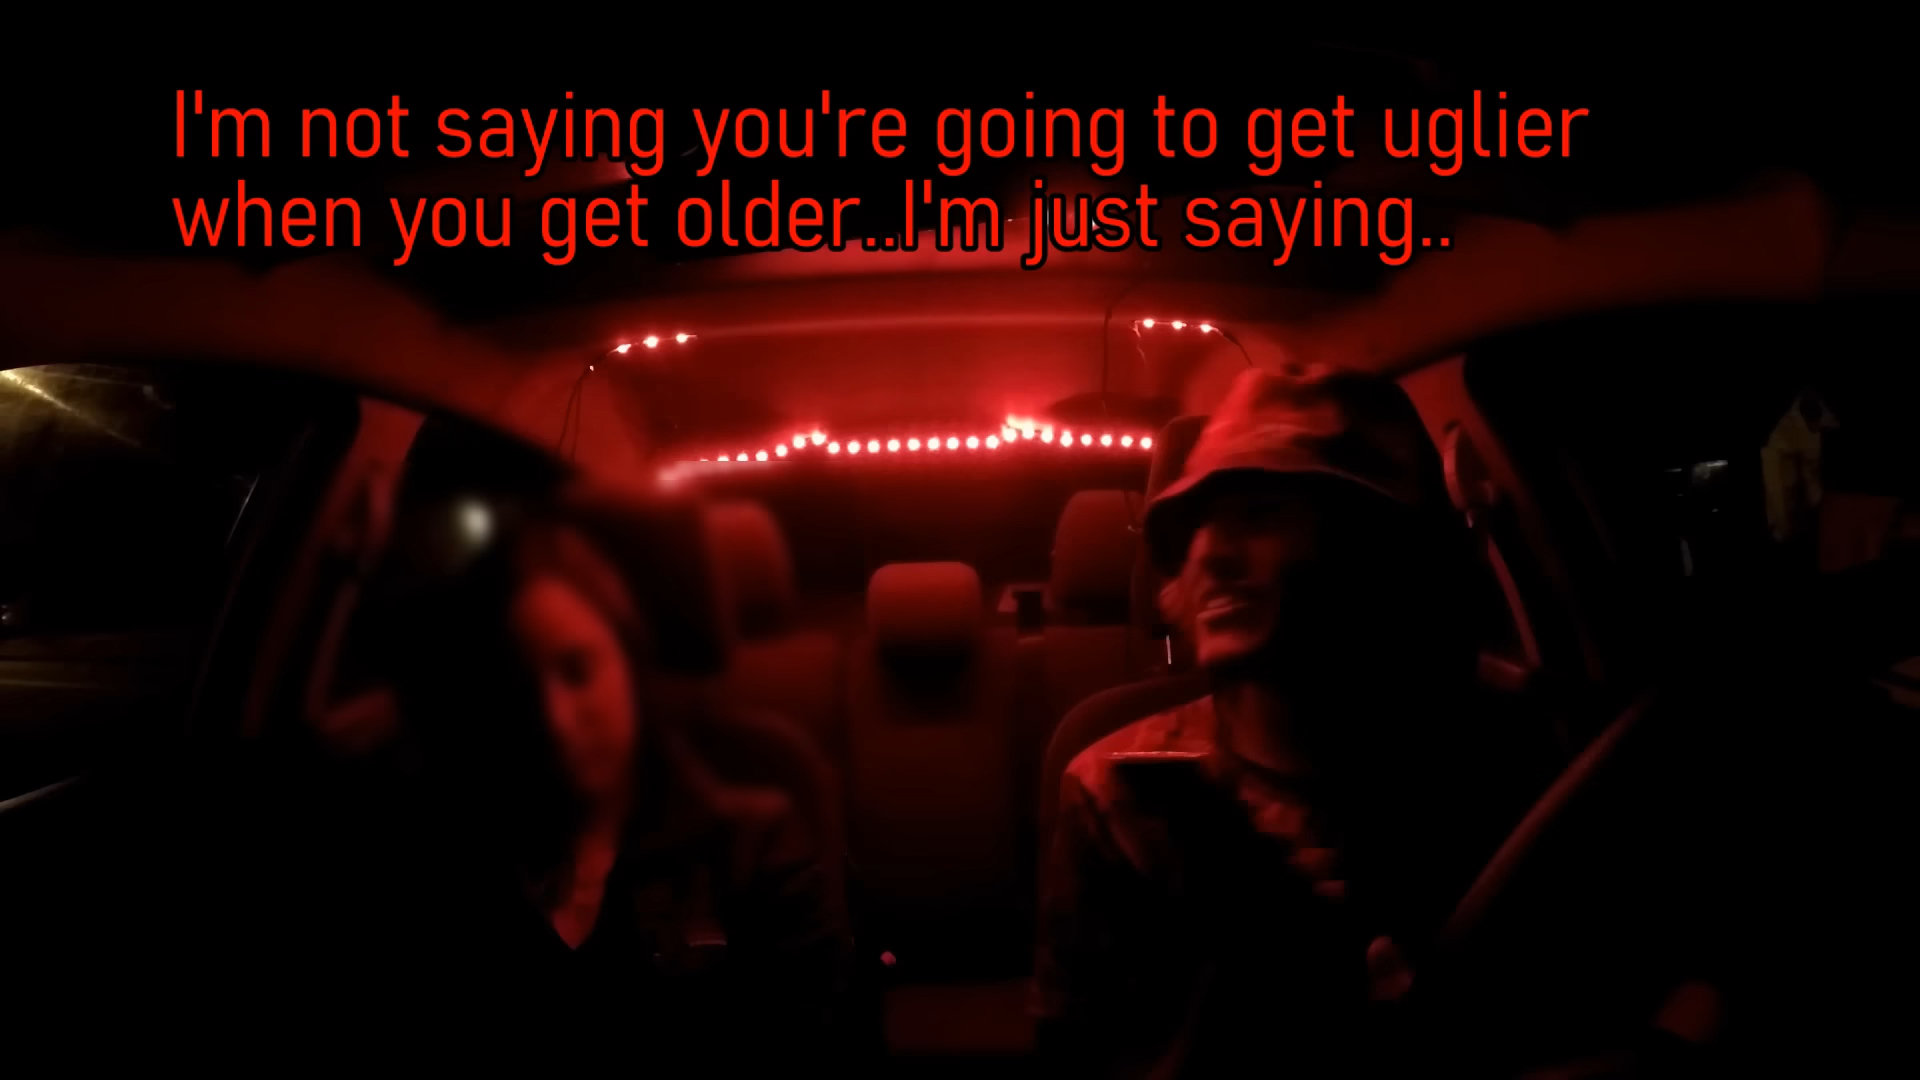 I'm not saying you're going to get uglier
when you get older..I'm just saying..